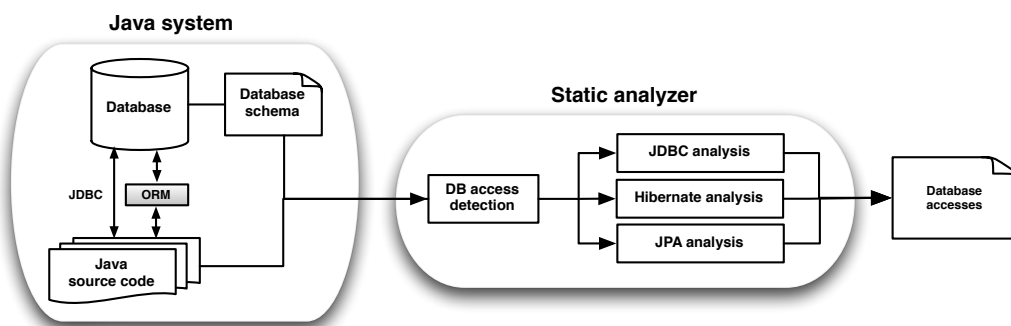 Java system
Database
Database
schema
JDBC
ORM
Java
source code
Static analyzer
DB access
detection
JDBC analysis
Hibernate analysis
JPA analysis
Database
accesses